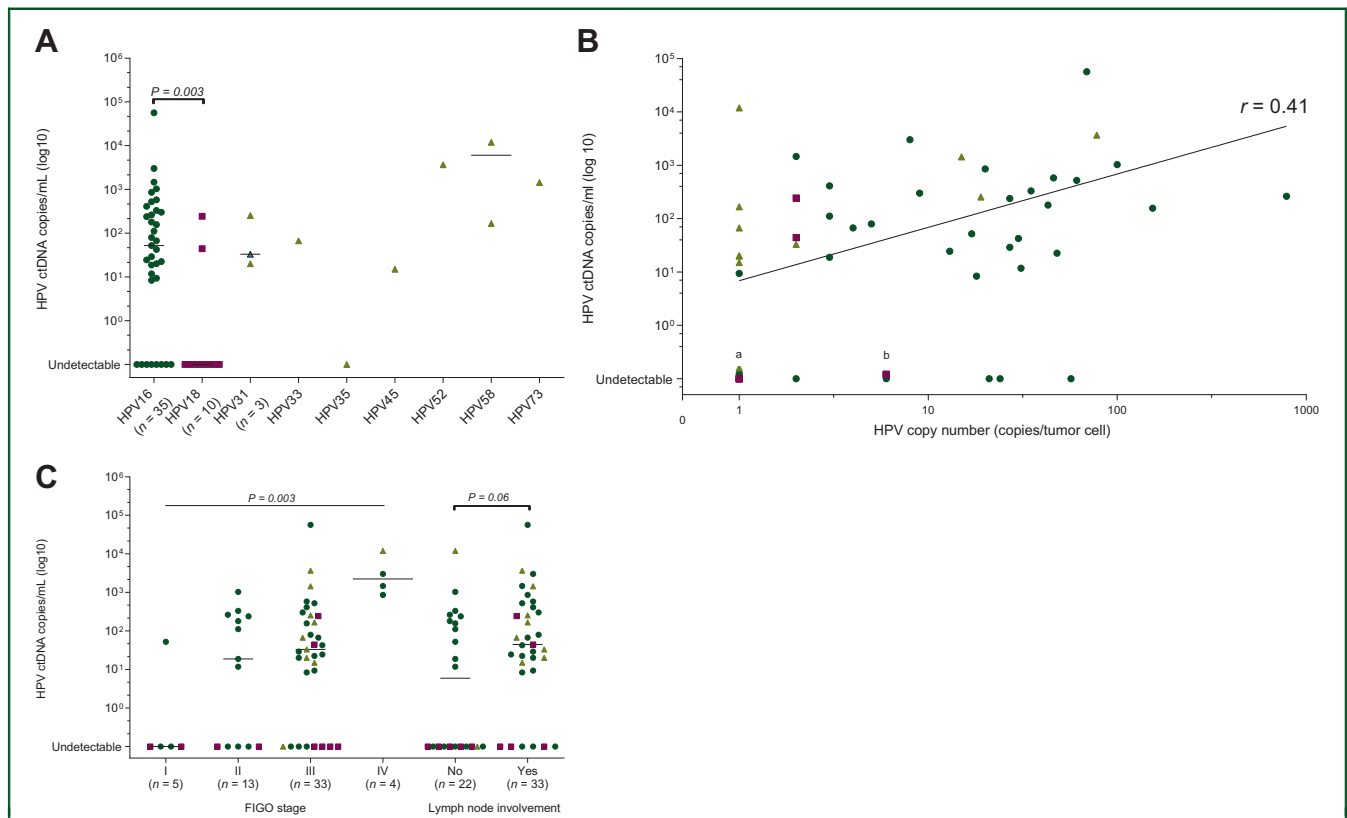 A
HPV ctDNA copies/mL (log10)
10⁶
10⁵
10⁴
10³
10²
10¹
10⁰
Undetectable
P = 0.003
HPV16
(n = 35)
HPV18
(n = 10)
HPV31
(n = 3)
HPV33
HPV35
HPV45
HPV52
HPV58
HPV73
B
HPV ctDNA copies/ml (log 10)
10⁵
10⁴
10³
10²
10¹
10⁰
Undetectable
r = 0.41
a
b
0
1
10
100
1000
HPV copy number (copies/tumor cell)
C
HPV ctDNA copies/mL (log10)
10⁶
10⁵
10⁴
10³
10²
10¹
10⁰
Undetectable
P = 0.003
P = 0.06
I
II
III
IV
No
Yes
(n = 5)
(n = 13)
(n = 33)
(n = 4)
(n = 22)
(n = 33)
FIGO stage
Lymph node involvement